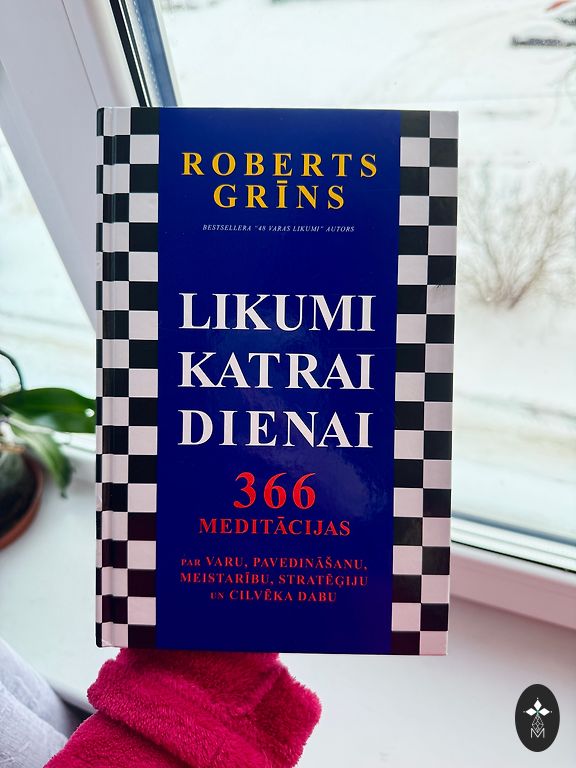 ROBERTS
GRĪNS
BESTSELLERA "48 VARAS LIKUMI" AUTORS
LIKUMI
KATRAI
DIENAI
366
MEDITĀCIJAS
PAR VARU, PAVEDINĀŠANU,
MEISTARĪBU, STRATĒĢIJU
UN CILVĒKA DABU
M